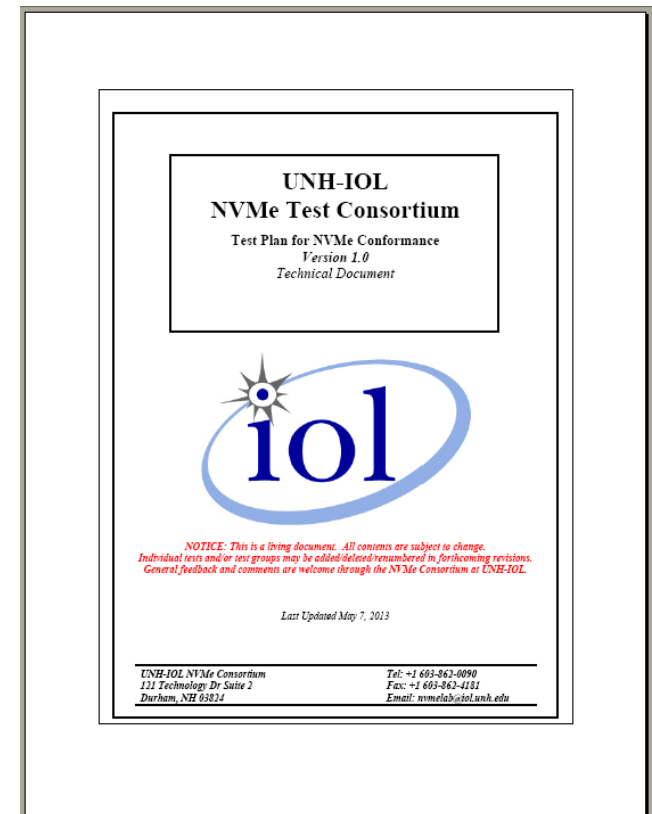 UNH-IOL
NVMe Test Consortium
Test Plan for NVMe Conformance
Version 1.0
Technical Document
iol
NOTICE: This is a living document. All contents are subject to change.
Individual tests and/or test groups may be added/deleted/renumbered in forthcoming revisions.
General feedback and comments are welcome through the NVMe Consortium at UNH-IOL.
Last Updated May 7, 2013
UNH-IOL NVMe Consortium
121 Technology Dr Suite 2
Durham, NH 03824
Tel: +1 603-862-0090
Fax: +1 603-862-4181
Email: nvmelab@iol.unh.edu